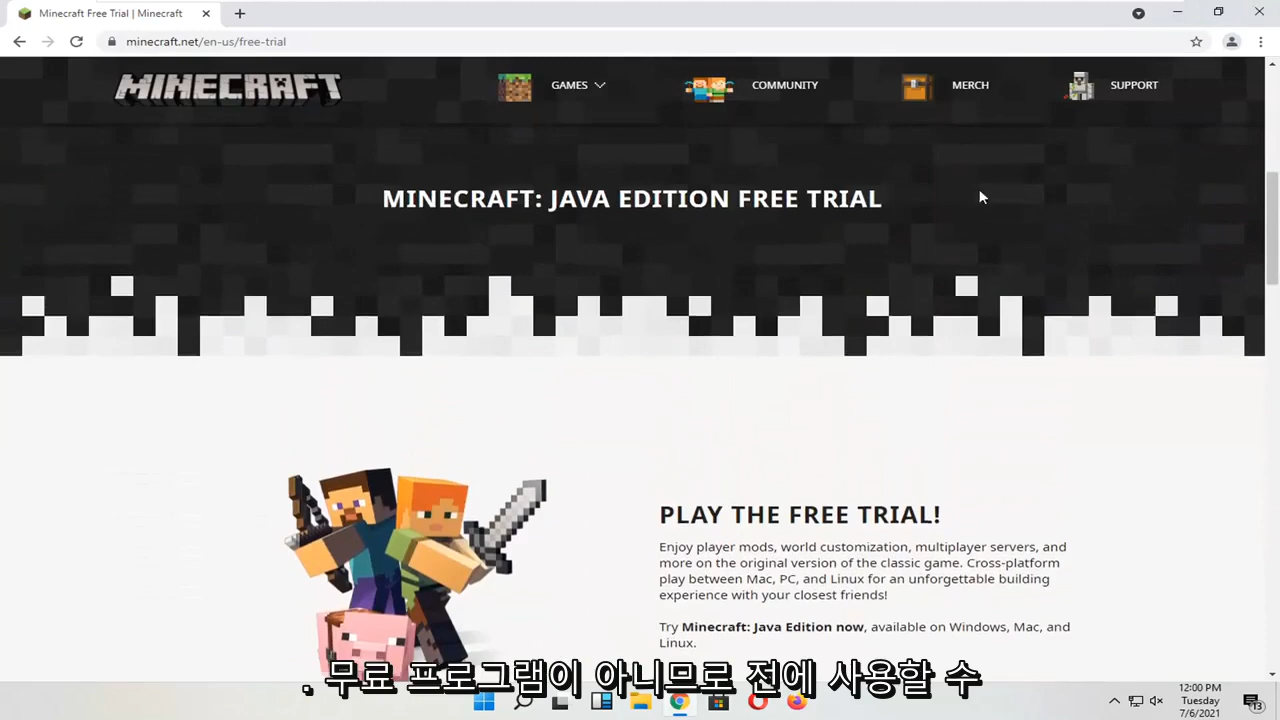 Minecraft Free Trial | Minecraft
minecraft.net/en-us/free-trial
MINECRAFT
GAMES
COMMUNITY
MERCH
SUPPORT
MINECRAFT: JAVA EDITION FREE TRIAL
PLAY THE FREE TRIAL!
Enjoy player mods, world customization, multiplayer servers, and
more on the original version of the classic game. Cross-platform
play between Mac, PC, and Linux for an unforgettable building
experience with your closest friends!
Try Minecraft: Java Edition now, available on Windows, Mac, and
Linux.
. 무료 프로그램이 아니므로 전에 사용할 수
12:00 PM
Tuesday
7/6/2021
13